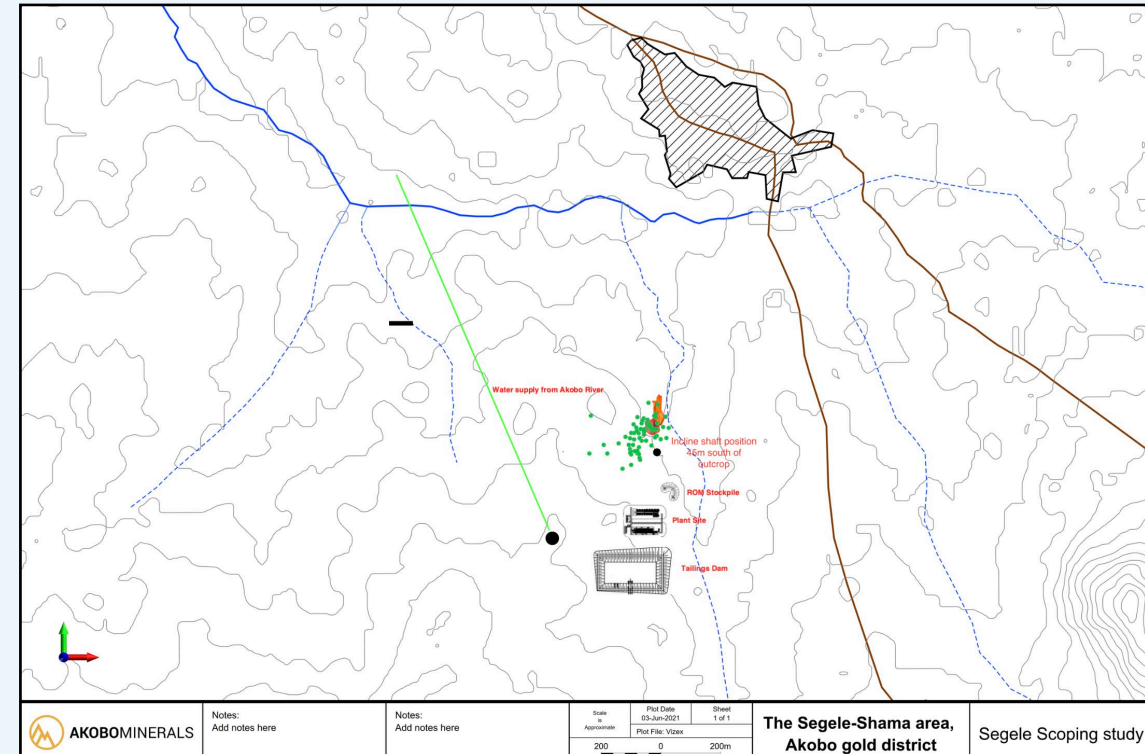 Water supply from Akobo River
Incline shaft position
45m south of
outcrop
ROM Stockpile
Plant Site
Tailings Dam
AKOBOMINERALS
Notes:
Add notes here
Notes:
Add notes here
Scale
is
Approximate
Plot Date
03-Jun-2021
Sheet
1 of 1
Plot File: Vizex
200 0 200m
The Segele-Shama area,
Akobo gold district
Segele Scoping study